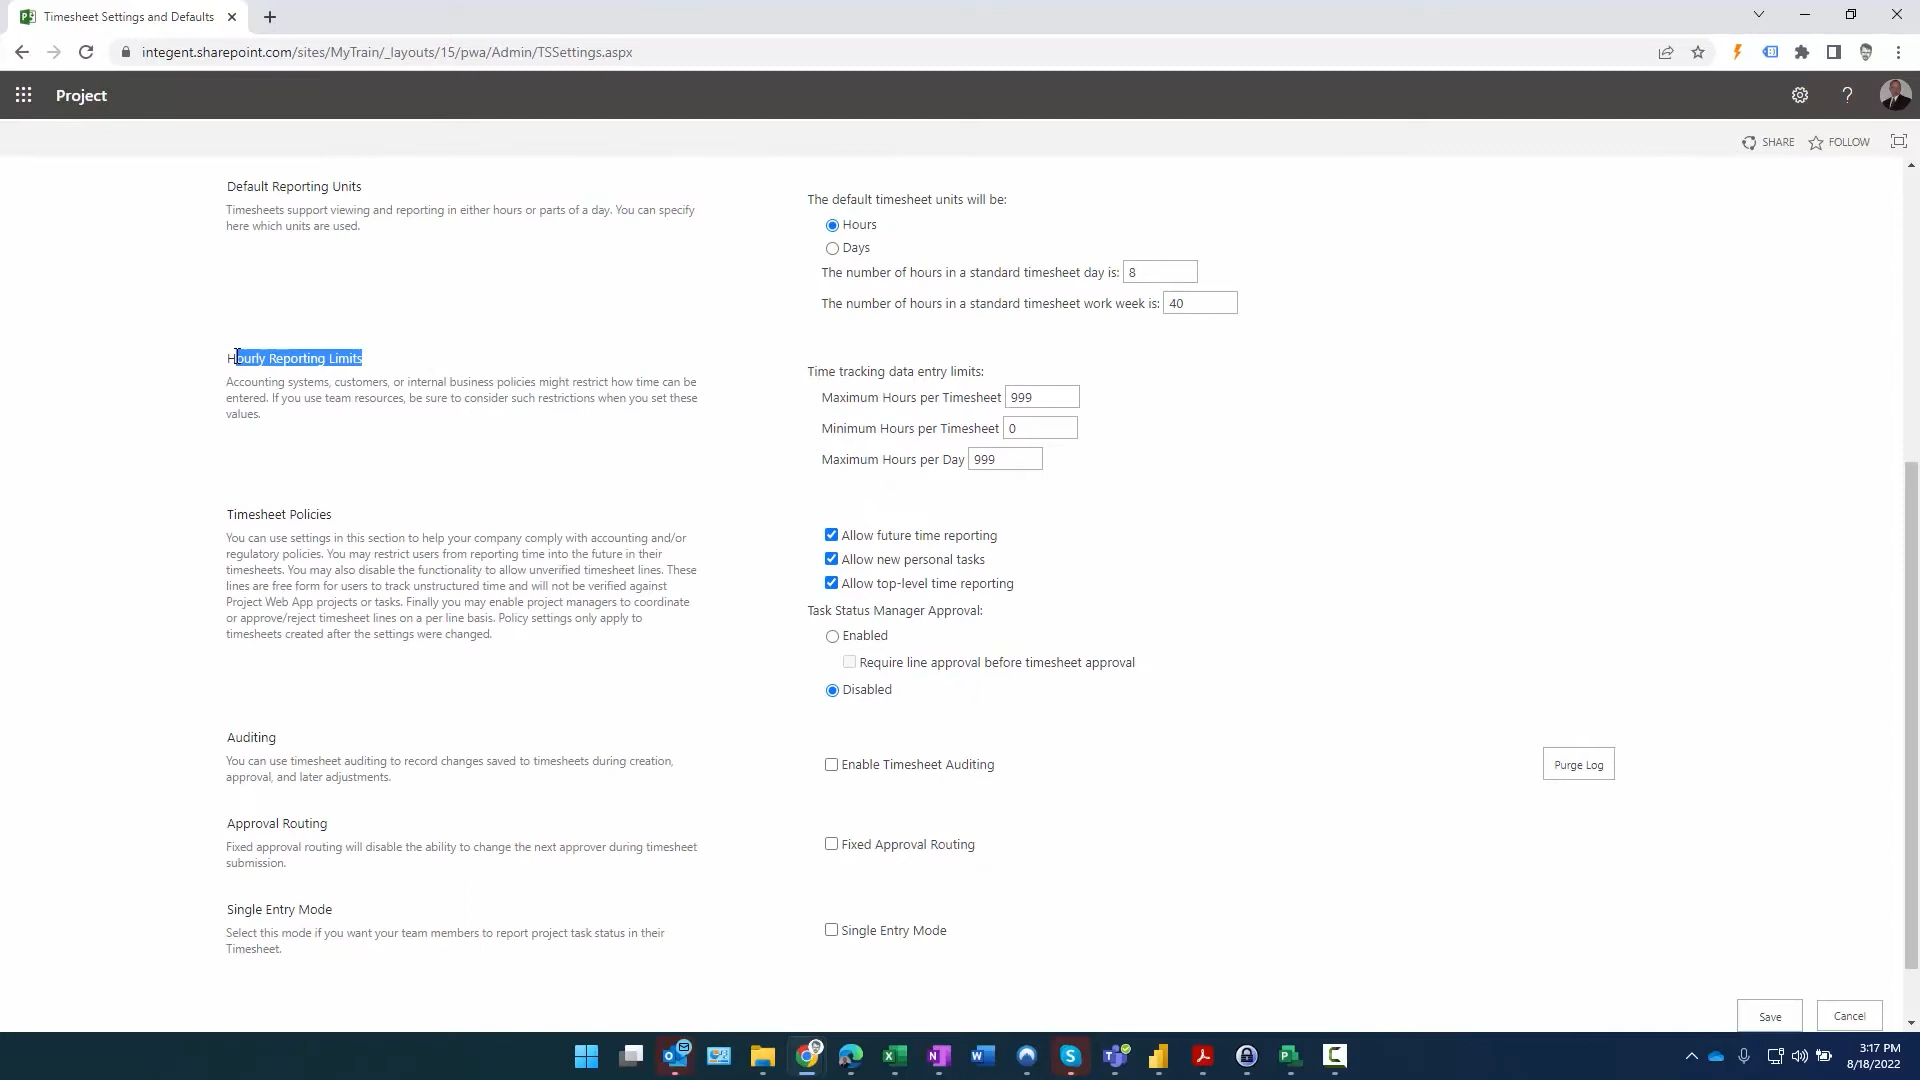 Timesheet Settings and Defaults
integent.sharepoint.com/sites/MyTrain/_layouts/15/pwa/Admin/TSSettings.aspx
Project
SHARE
FOLLOW
Default Reporting Units
Timesheets support viewing and reporting in either hours or parts of a day. You can specify
here which units are used.
The default timesheet units will be:
Hours
Days
The number of hours in a standard timesheet day is: 8
The number of hours in a standard timesheet work week is: 40
Hourly Reporting Limits
Accounting systems, customers, or internal business policies might restrict how time can be
entered. If you use team resources, be sure to consider such restrictions when you set these
values.
Time tracking data entry limits:
Maximum Hours per Timesheet 999
Minimum Hours per Timesheet 0
Maximum Hours per Day 999
Timesheet Policies
You can use settings in this section to help your company comply with accounting and/or
regulatory policies. You may restrict users from reporting time into the future in their
timesheets. You may also disable the functionality to allow unverified timesheet lines. These
lines are free form for users to track unstructured time and will not be verified against
Project Web App projects or tasks. Finally you may enable project managers to coordinate
or approve/reject timesheet lines on a per line basis. Policy settings only apply to
timesheets created after the settings were changed.
Allow future time reporting
Allow new personal tasks
Allow top-level time reporting
Task Status Manager Approval:
Enabled
Require line approval before timesheet approval
Disabled
Auditing
You can use timesheet auditing to record changes saved to timesheets during creation,
approval, and later adjustments.
Enable Timesheet Auditing
Purge Log
Approval Routing
Fixed approval routing will disable the ability to change the next approver during timesheet
submission.
Fixed Approval Routing
Single Entry Mode
Select this mode if you want your team members to report project task status in their
Timesheet.
Single Entry Mode
Save
Cancel
3:17 PM
8/18/2022